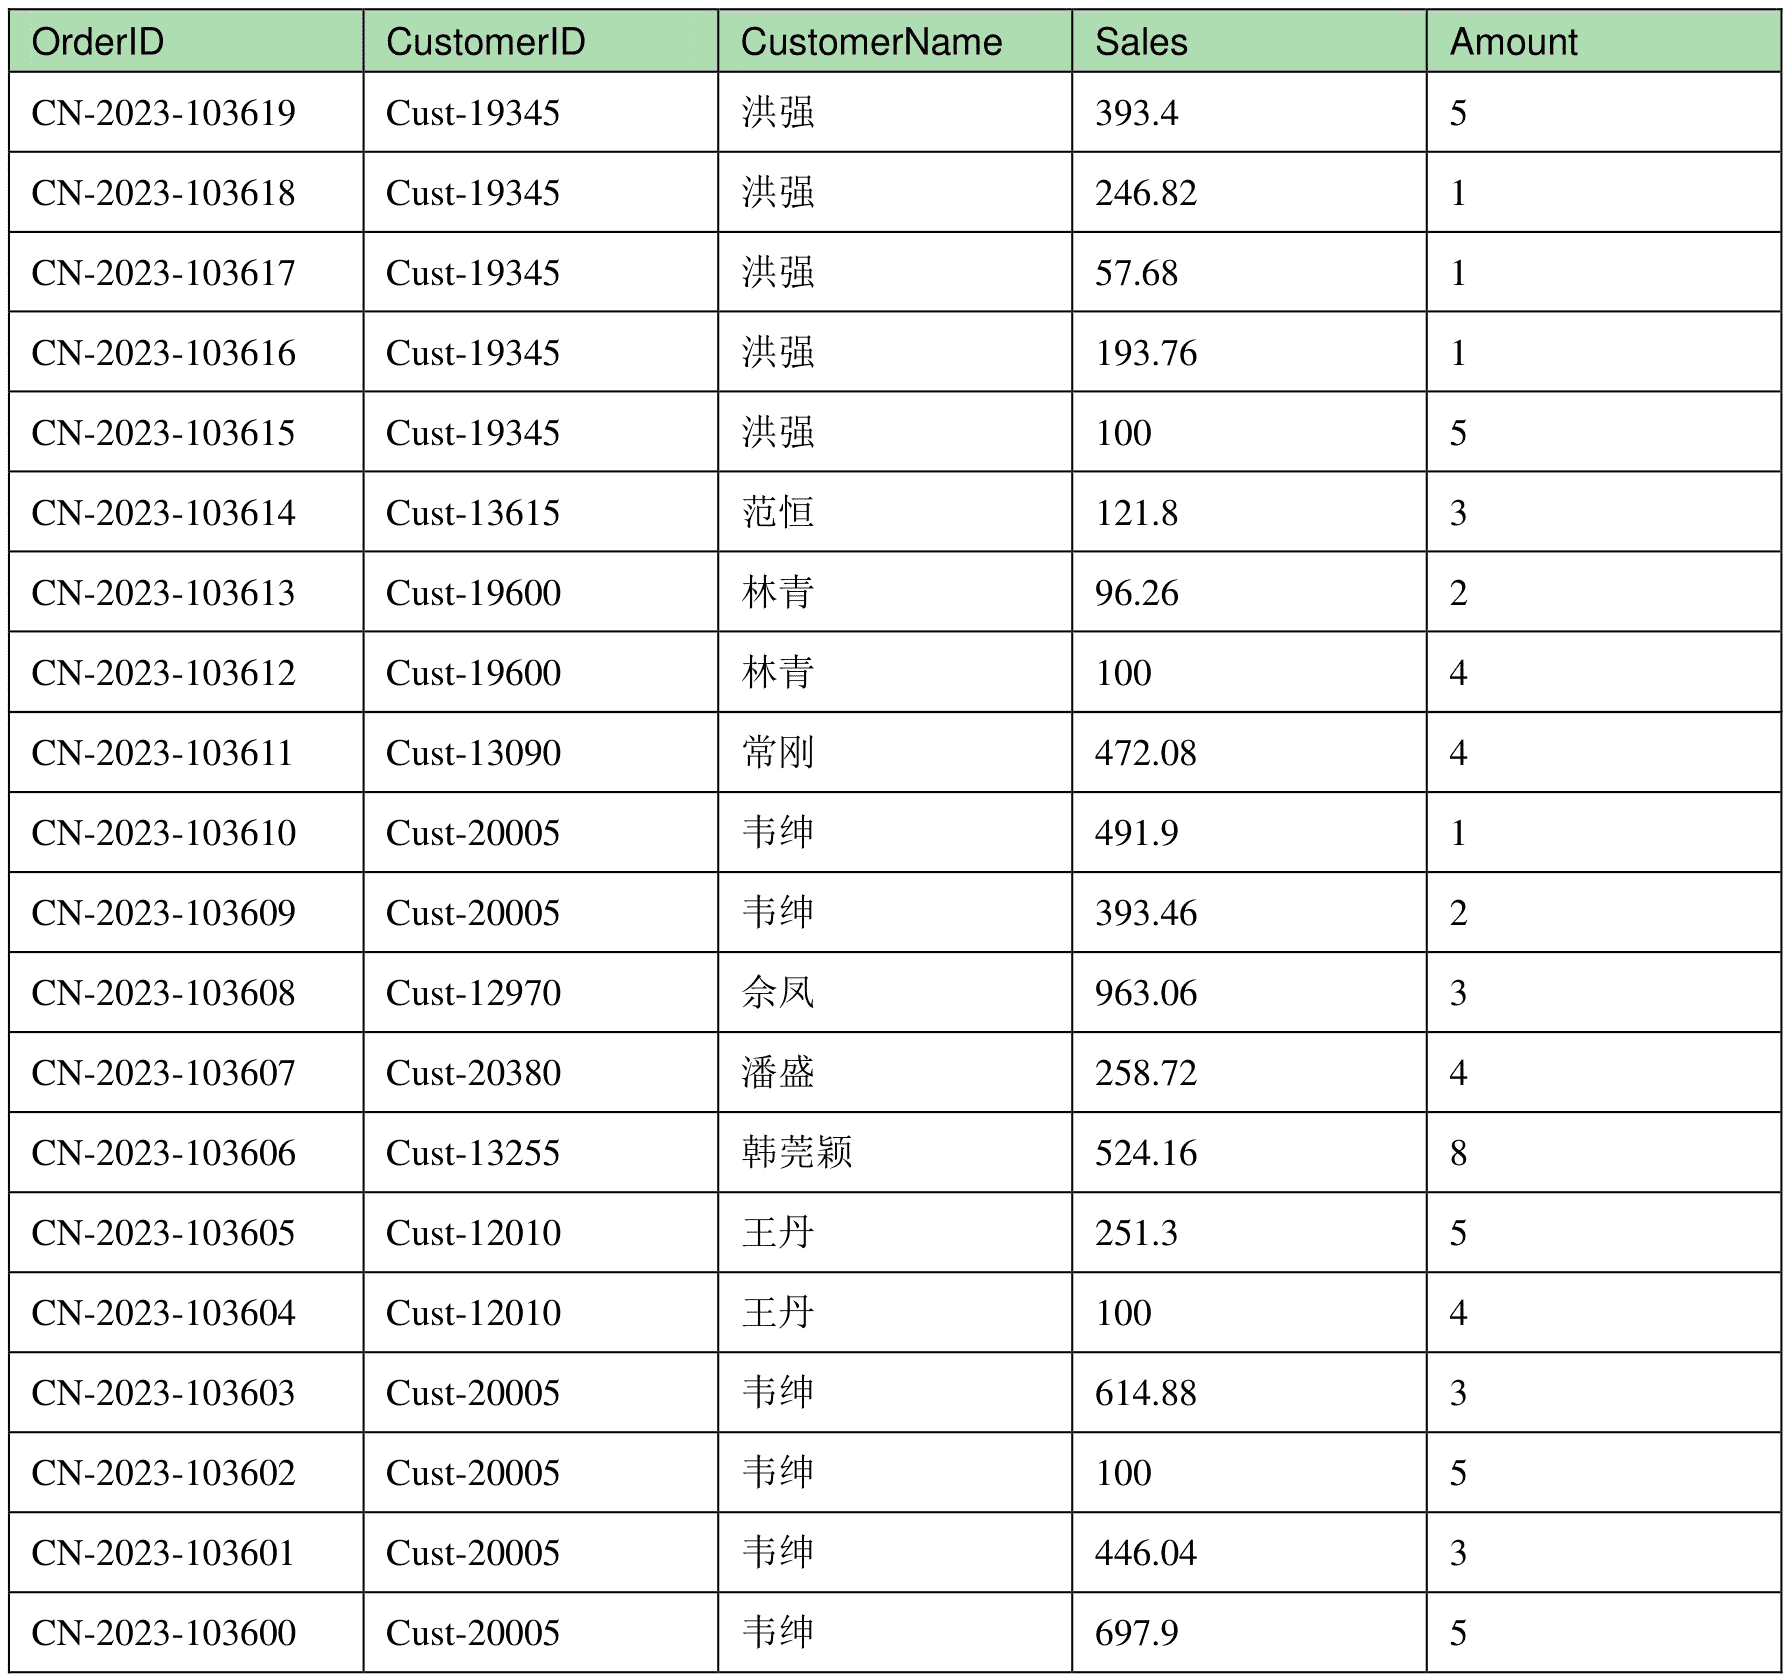 OrderID CustomerID CustomerName Sales Amount
CN-2023-103619 Cust-19345 洪强 393.4 5
CN-2023-103618 Cust-19345 洪强 246.82 1
CN-2023-103617 Cust-19345 洪强 57.68 1
CN-2023-103616 Cust-19345 洪强 193.76 1
CN-2023-103615 Cust-19345 洪强 100 5
CN-2023-103614 Cust-13615 范恒 121.8 3
CN-2023-103613 Cust-19600 林青 96.26 2
CN-2023-103612 Cust-19600 林青 100 4
CN-2023-103611 Cust-13090 常刚 472.08 4
CN-2023-103610 Cust-20005 韦绅 491.9 1
CN-2023-103609 Cust-20005 韦绅 393.46 2
CN-2023-103608 Cust-12970 佘凤 963.06 3
CN-2023-103607 Cust-20380 潘盛 258.72 4
CN-2023-103606 Cust-13255 韩莞颖 524.16 8
CN-2023-103605 Cust-12010 王丹 251.3 5
CN-2023-103604 Cust-12010 王丹 100 4
CN-2023-103603 Cust-20005 韦绅 614.88 3
CN-2023-103602 Cust-20005 韦绅 100 5
CN-2023-103601 Cust-20005 韦绅 446.04 3
CN-2023-103600 Cust-20005 韦绅 697.9 5